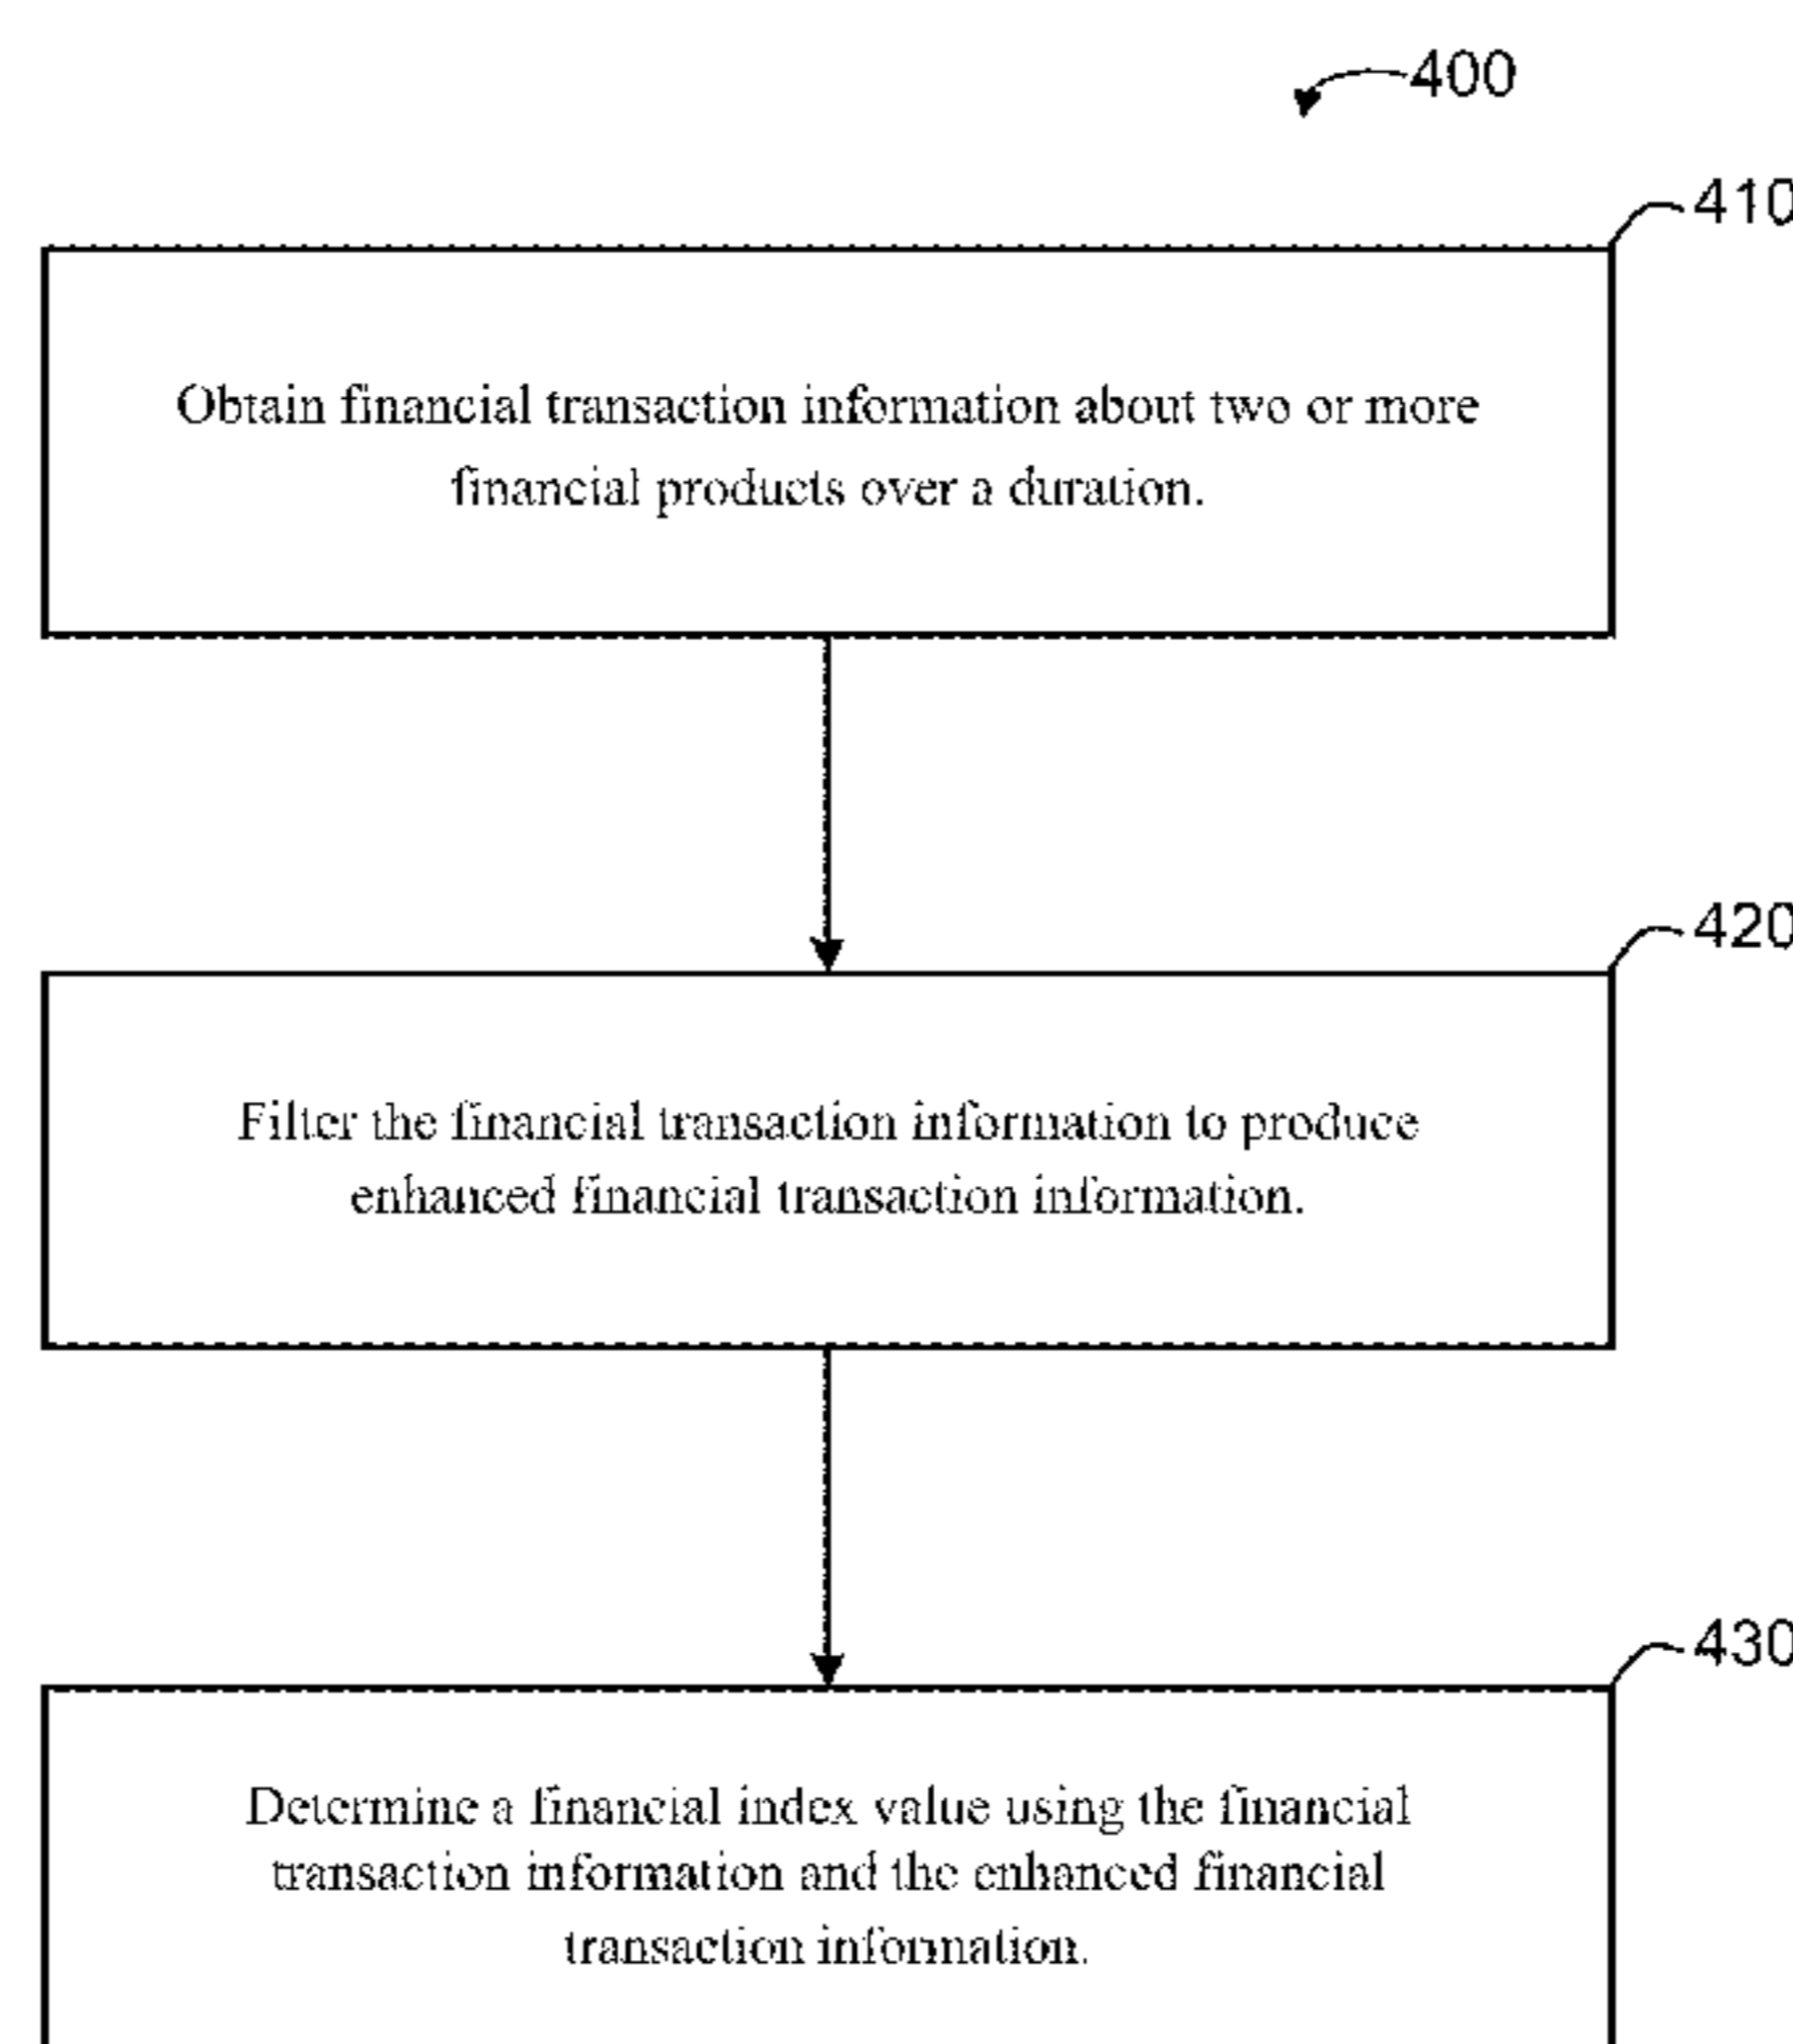 400
410
Obtain financial transaction information about two or more
financial products over a duration.
420
Filter the financial transaction information to produce
enhanced financial transaction information.
430
Determine a financial index value using the financial
transaction information and the enhanced financial
transaction information.